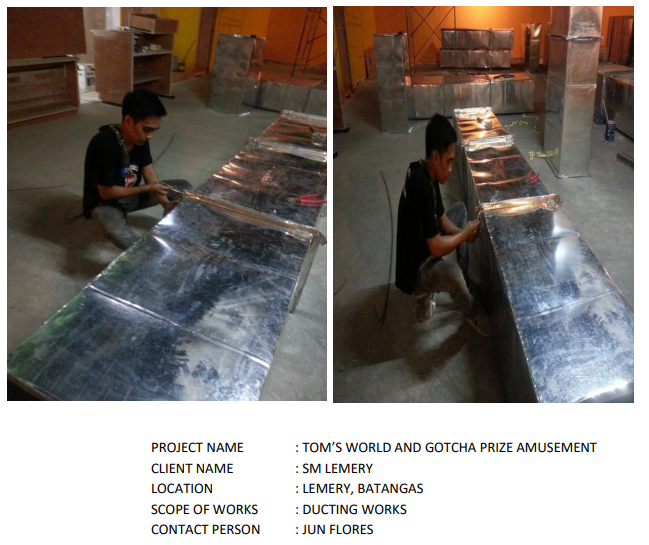 PROJECT NAME : TOM'S WORLD AND GOTCHA PRIZE AMUSEMENT
CLIENT NAME : SM LEMERY
LOCATION : LEMERY, BATANGAS
SCOPE OF WORKS : DUCTING WORKS
CONTACT PERSON : JUN FLORES